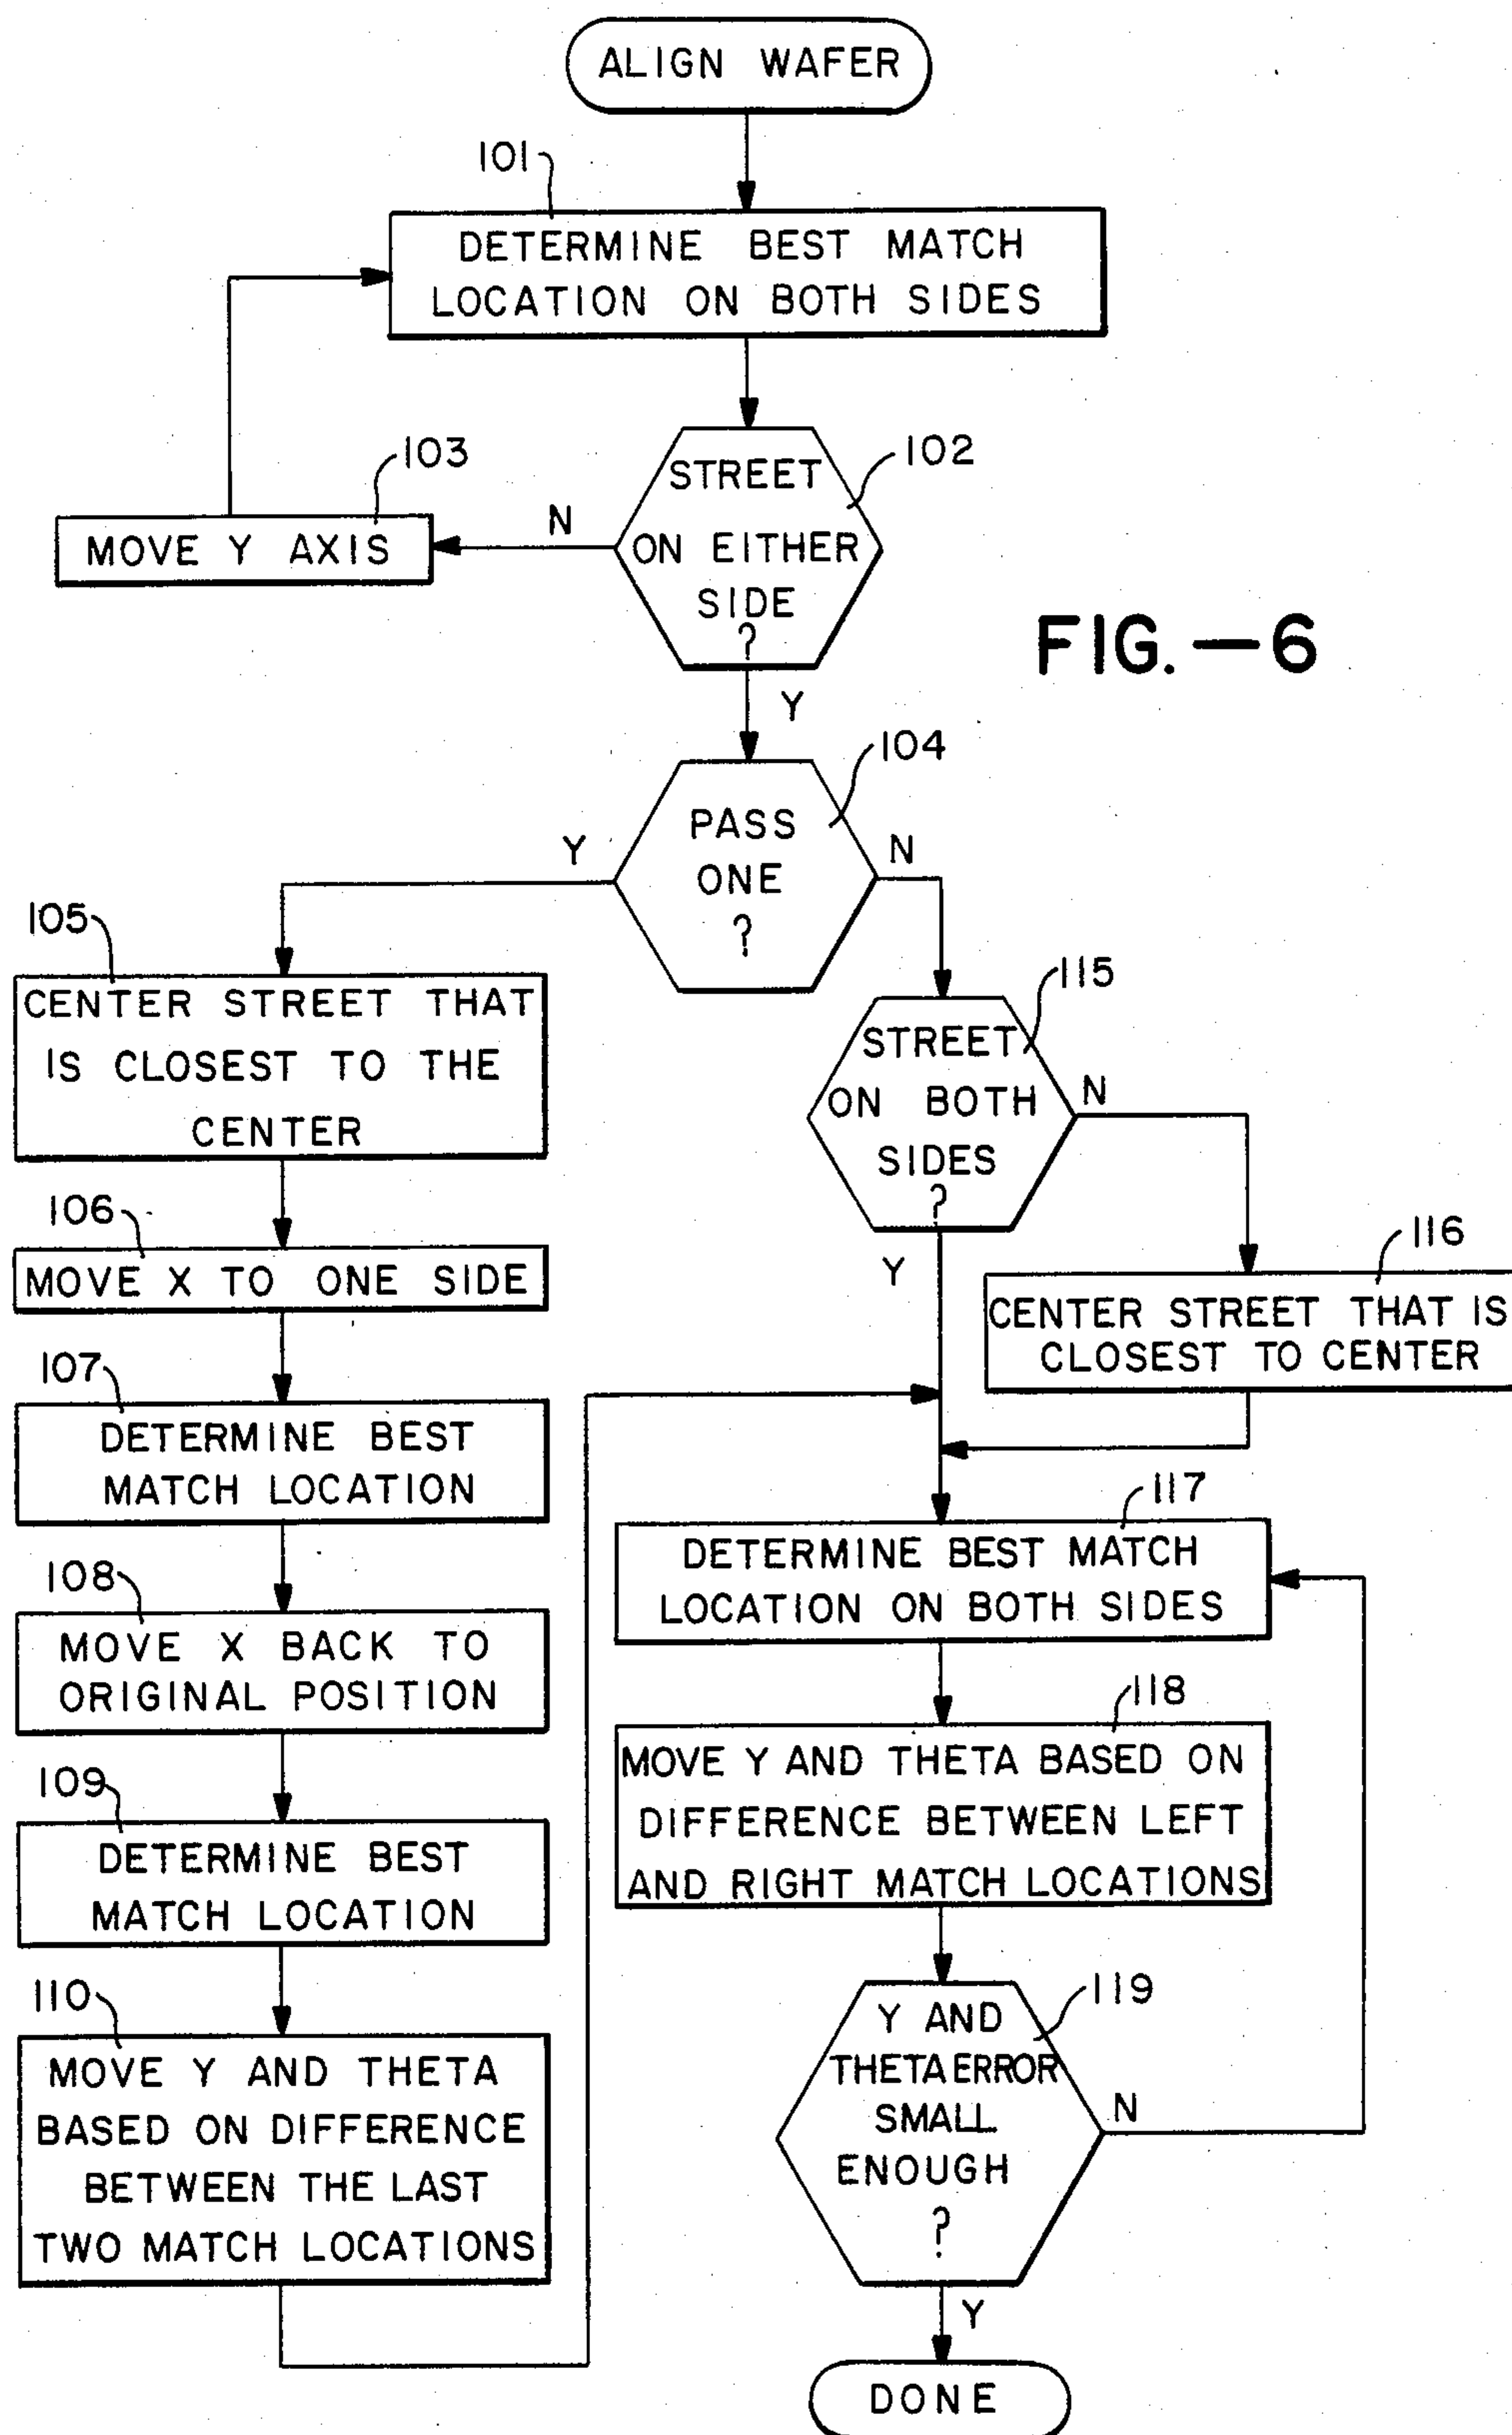 ALIGN WAFER
101
DETERMINE BEST MATCH
LOCATION ON BOTH SIDES
103
MOVE Y AXIS
N
102
STREET
ON EITHER
SIDE
?
FIG.—6
Y
104
PASS
ONE
?
Y
N
105
CENTER STREET THAT
IS CLOSEST TO THE
CENTER
106
MOVE X TO ONE SIDE
107
DETERMINE BEST
MATCH LOCATION
108
MOVE X BACK TO
ORIGINAL POSITION
109
DETERMINE BEST
MATCH LOCATION
110
MOVE Y AND THETA
BASED ON DIFFERENCE
BETWEEN THE LAST
TWO MATCH LOCATIONS
115
STREET
ON BOTH
SIDES
?
N
Y
116
CENTER STREET THAT IS
CLOSEST TO CENTER
117
DETERMINE BEST MATCH
LOCATION ON BOTH SIDES
118
MOVE Y AND THETA BASED ON
DIFFERENCE BETWEEN LEFT
AND RIGHT MATCH LOCATIONS
119
Y AND
THETA ERROR
SMALL
ENOUGH
?
N
Y
DONE